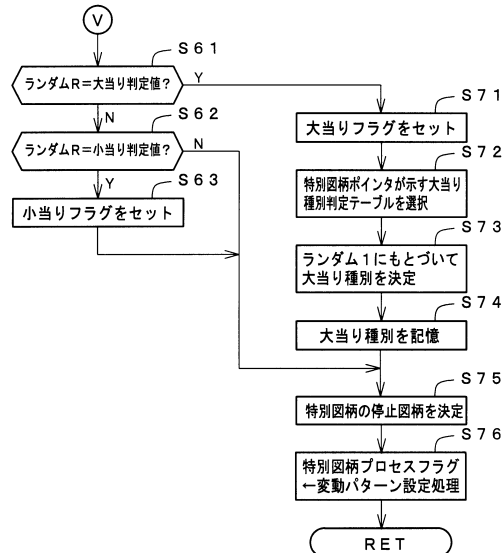 V
S61
ランダムR=大当り判定値?
Y
N
S62
ランダムR=小当り判定値?
N
Y
S63
小当りフラグをセット
S71
大当りフラグをセット
S72
特別図柄ポインタが示す大当り
種別判定テーブルを選択
S73
ランダム1にもとづいて
大当り種別を決定
S74
大当り種別を記憶
S75
特別図柄の停止図柄を決定
S76
特別図柄プロセスフラグ
←変動パターン設定処理
RET